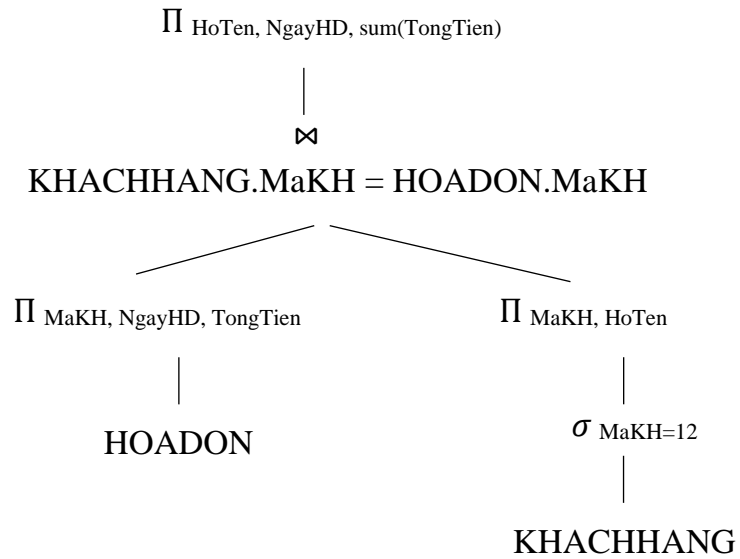 Π HoTen, NgayHD, sum(TongTien)
⋈
KHACHHANG.MaKH = HOADON.MaKH
Π MaKH, NgayHD, TongTien
Π MaKH, HoTen
HOADON
σ MaKH=12
KHACHHANG